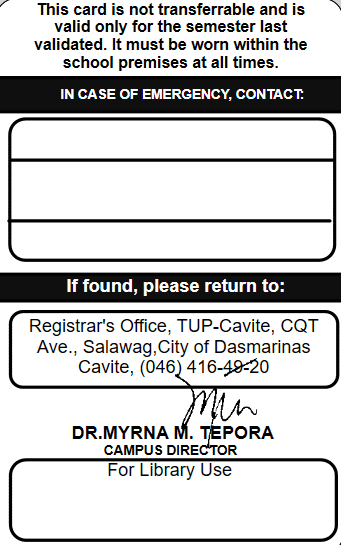 This card is not transferrable and is
valid only for the semester last
validated. It must be worn within the
school premises at all times.
IN CASE OF EMERGENCY, CONTACT:
If found, please return to:
Registrar's Office, TUP-Cavite, CQT
Ave., Salawag,City of Dasmarinas
Cavite, (046) 416-49-20
DR.MYRNA M. TEPORA
CAMPUS DIRECTOR
For Library Use